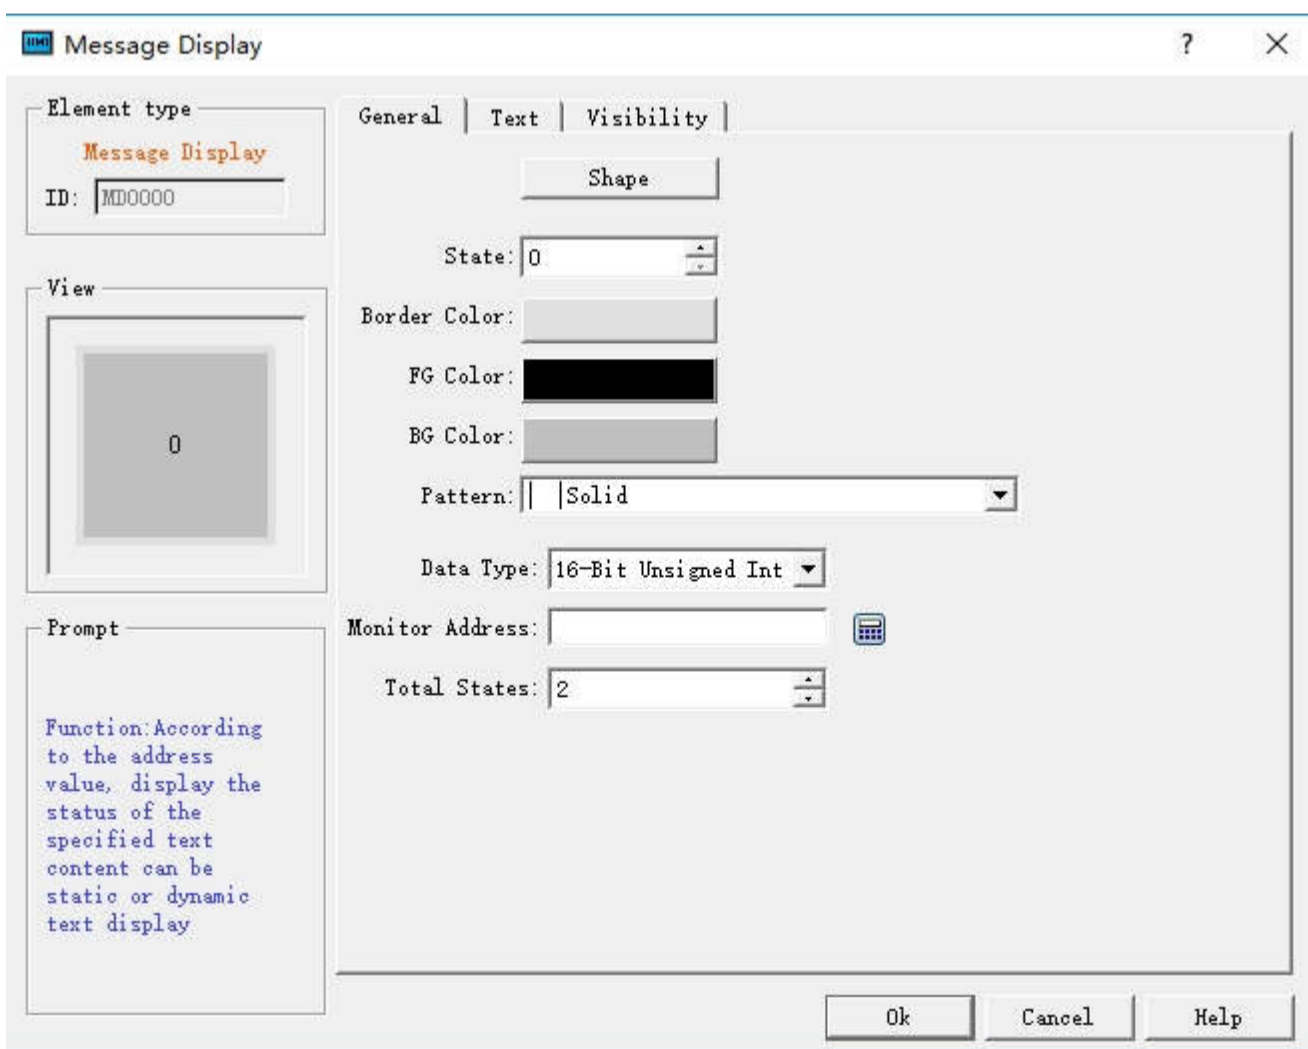 Message Display
Element type
Message Display
ID: MD0000
View
0
Prompt
Function:According
to the address
value, display the
status of the
specified text
content can be
static or dynamic
text display
General
Text
Visibility
Shape
State: 0
Border Color:
FG Color:
BG Color:
Pattern: Solid
Data Type: 16-Bit Unsigned Int
Monitor Address:
Total States: 2
Ok
Cancel
Help